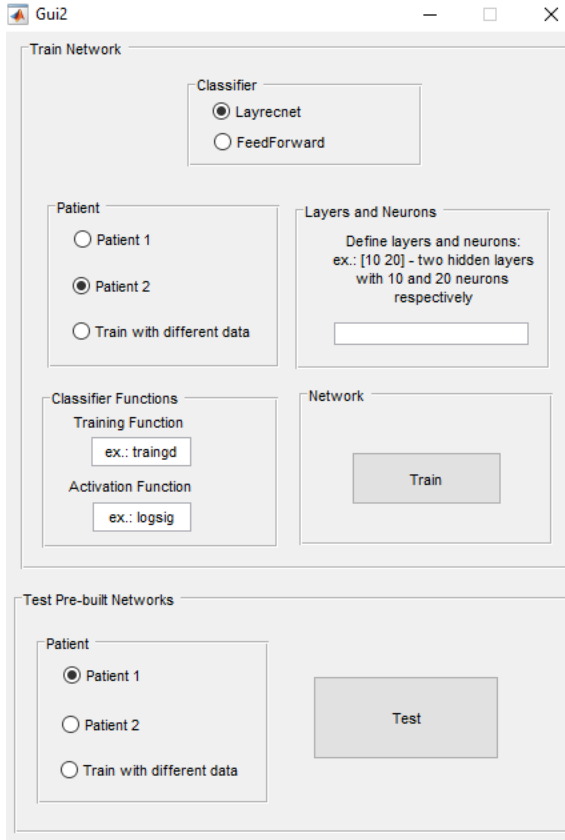 Gui2
Train Network
Classifier
Layrecnet
FeedForward
Patient
Patient 1
Patient 2
Train with different data
Layers and Neurons
Define layers and neurons:
ex.: [10 20] - two hidden layers
with 10 and 20 neurons
respectively
Classifier Functions
Training Function
ex.: traingd
Activation Function
ex.: logsig
Network
Train
Test Pre-built Networks
Patient
Patient 1
Patient 2
Train with different data
Test